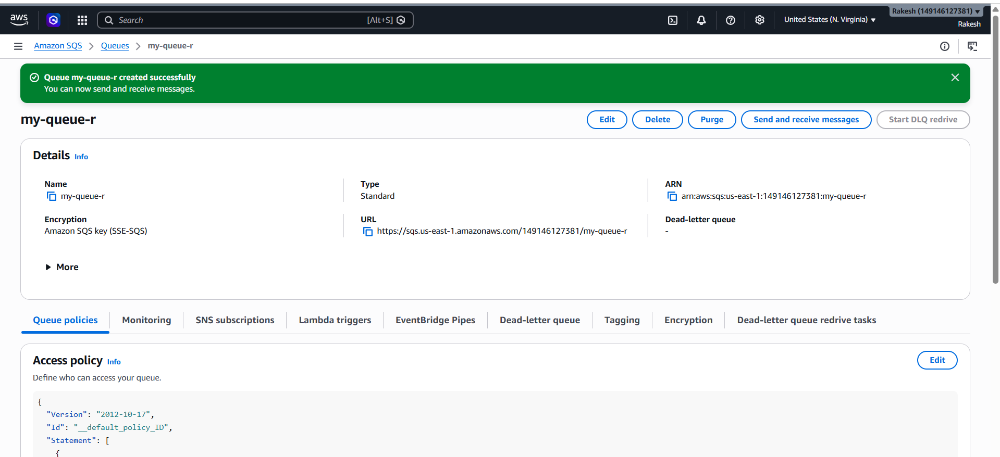 aws
Search [Alt+S]
United States (N. Virginia)
Rakesh (149146127381)
Rakesh
Amazon SQS
Queues
my-queue-r
Queue my-queue-r created successfully
You can now send and receive messages.
my-queue-r
Edit
Delete
Purge
Send and receive messages
Start DLQ redrive
Details Info
Name
my-queue-r
Type
Standard
ARN
arn:aws:sqs:us-east-1:149146127381:my-queue-r
Encryption
Amazon SQS key (SSE-SQS)
URL
https://sqs.us-east-1.amazonaws.com/149146127381/my-queue-r
Dead-letter queue
-
More
Queue policies
Monitoring
SNS subscriptions
Lambda triggers
EventBridge Pipes
Dead-letter queue
Tagging
Encryption
Dead-letter queue redrive tasks
Access policy Info
Edit
Define who can access your queue.
{
"Version": "2012-10-17",
"Id": "__default_policy_ID",
"Statement": [
{